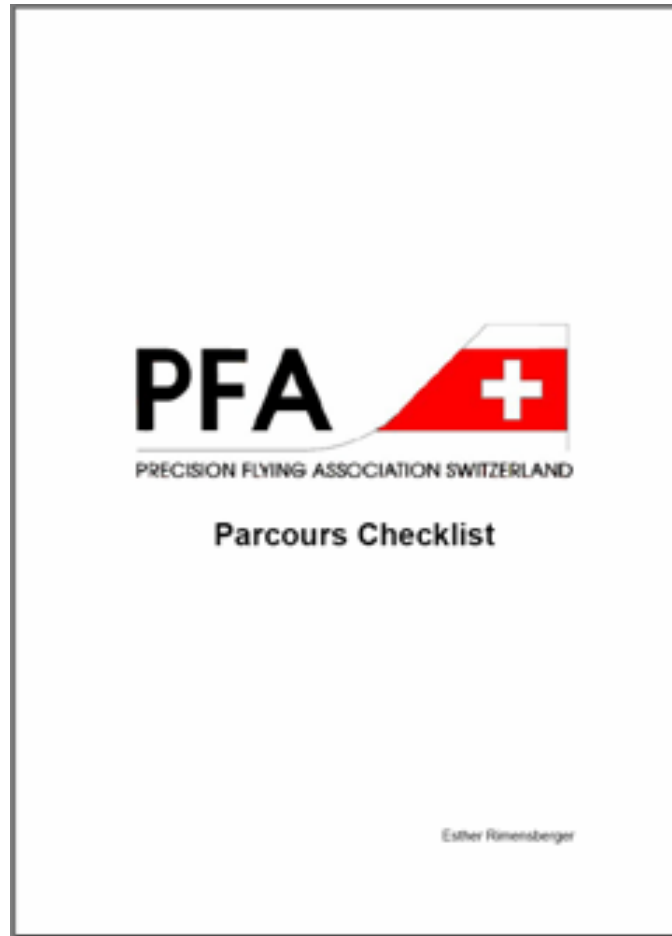 PFA
PRECISION FLYING ASSOCIATION SWITZERLAND
Parcours Checklist
Esther Rimensberger